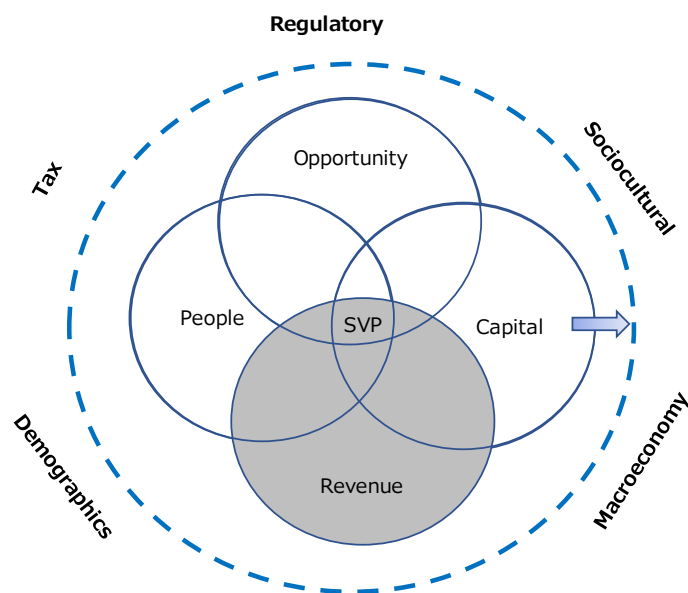 Regulatory
Tax
Sociocultural
Opportunity
People
SVP
Capital
Demographics
Macroeconomy
Revenue